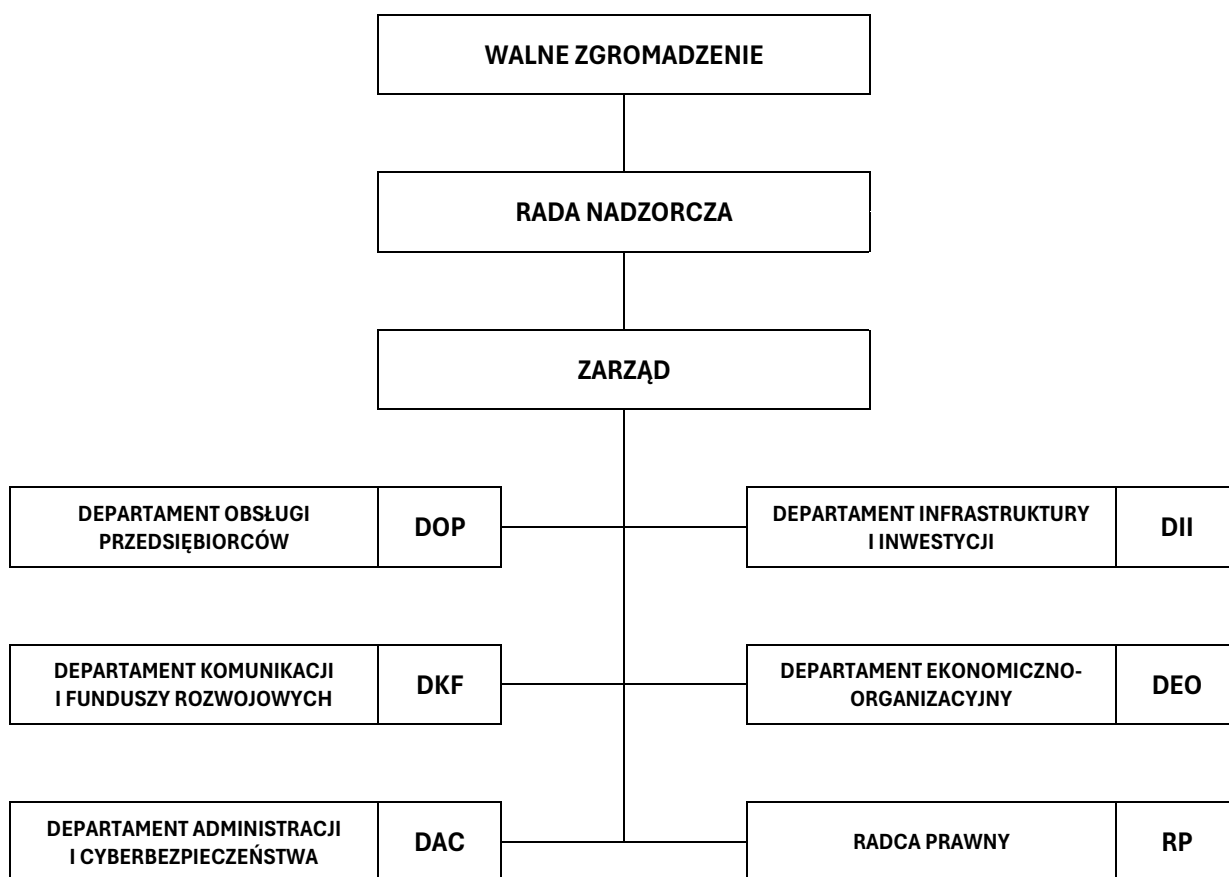 WALNE ZGROMADZENIE
RADA NADZORCZA
ZARZĄD
DEPARTAMENT OBSŁUGI
PRZEDSIĘBIORCÓW
DOP
DEPARTAMENT INFRASTRUKTURY
I INWESTYCJI
DII
DEPARTAMENT KOMUNIKACJI
I FUNDUSZY ROZWOJOWYCH
DKF
DEPARTAMENT EKONOMICZNO-
ORGANIZACYJNY
DEO
DEPARTAMENT ADMINISTRACJI
I CYBERBEZPIECZEŃSTWA
DAC
RADCA PRAWNY
RP